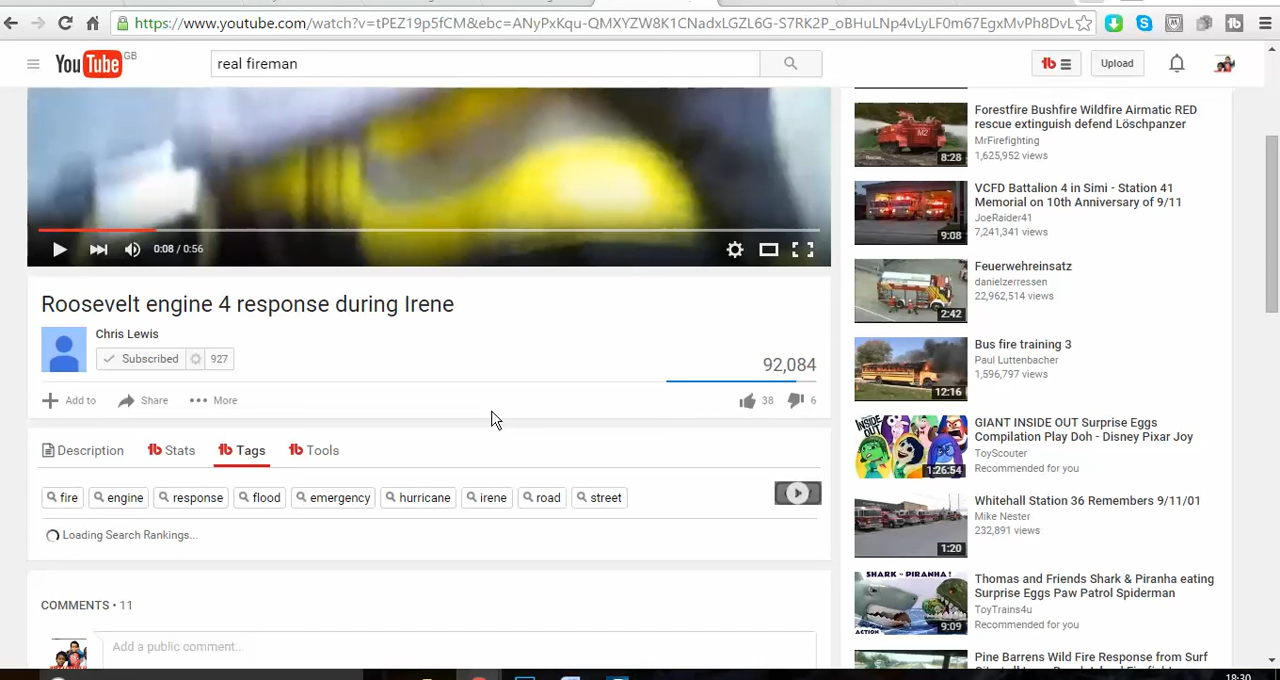 https://www.youtube.com/watch?v=tPEZ19p5fCM&ebc=ANyPxKqu-QMXYZW8K1CNadxLGZL6G-S7RK2P_oBHuLNp4vLyLF0m67EgxMvPh8DvL
YouTube GB
real fireman
Upload
M2
8:28
Forestfire Bushfire Wildfire Airmatic RED
rescue extinguish defend Löschpanzer
MrFirefighting
1,625,952 views
VCFD Battalion 4 in Simi - Station 41
Memorial on 10th Anniversary of 9/11
JoeRaider41
7,241,341 views
9:08
0:08 / 0:56
Feuerwehreinsatz
danielzerressen
22,962,514 views
2:42
Roosevelt engine 4 response during Irene
Chris Lewis
Subscribed 927
92,084
Add to Share More 38 6
Bus fire training 3
Paul Luttenbacher
1,596,797 views
12:16
Description Stats Tags Tools
fire engine response flood emergency hurricane irene road street
Loading Search Rankings...
INSIDE OUT
GIANT INSIDE OUT Surprise Eggs
Compilation Play Doh - Disney Pixar Joy
ToyScouter
Recommended for you
1:26:54
Whitehall Station 36 Remembers 9/11/01
Mike Nester
232,891 views
1:20
COMMENTS • 11
Add a public comment...
SHARK - PIRANHA !
ACTION
9:09
Thomas and Friends Shark & Piranha eating
Surprise Eggs Paw Patrol Spiderman
ToyTrains4u
Recommended for you
Pine Barrens Wild Fire Response from Surf
18:30